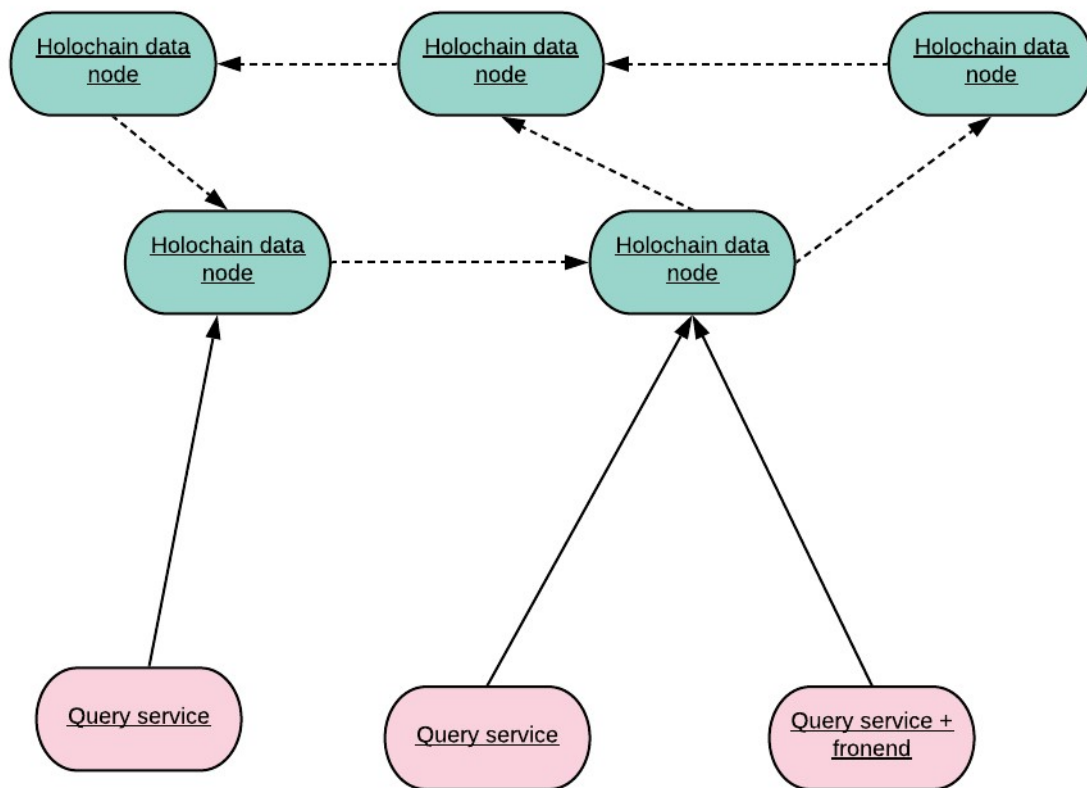 Holochain data
node
Holochain data
node
Holochain data
node
Holochain data
node
Holochain data
node
Query service
Query service
Query service +
fronend